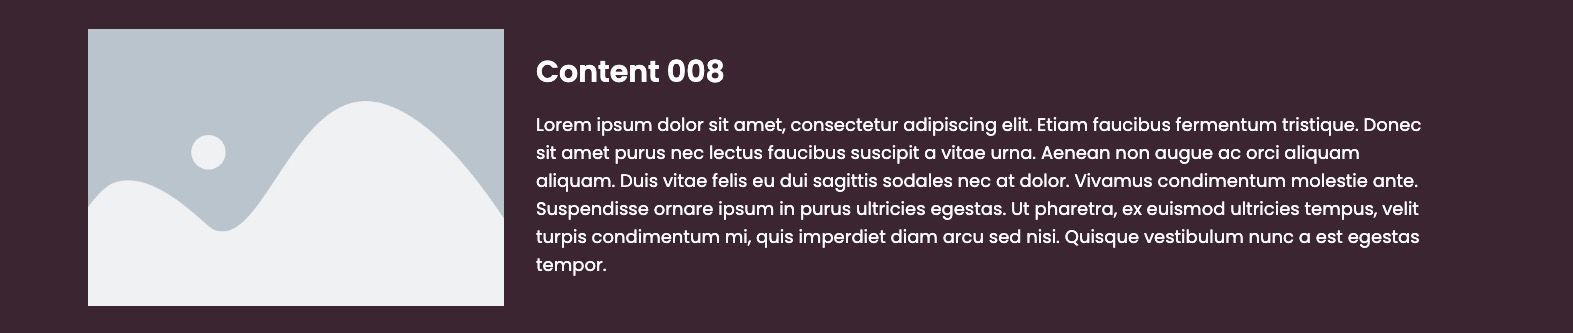 Content 008
Lorem ipsum dolor sit amet, consectetur adipiscing elit. Etiam faucibus fermentum tristique. Donec
sit amet purus nec lectus faucibus suscipit a vitae urna. Aenean non augue ac orci aliquam
aliquam. Duis vitae felis eu dui sagittis sodales nec at dolor. Vivamus condimentum molestie ante.
Suspendisse ornare ipsum in purus ultricies egestas. Ut pharetra, ex euismod ultricies tempus, velit
turpis condimentum mi, quis imperdiet diam arcu sed nisi. Quisque vestibulum nunc a est egestas
tempor.